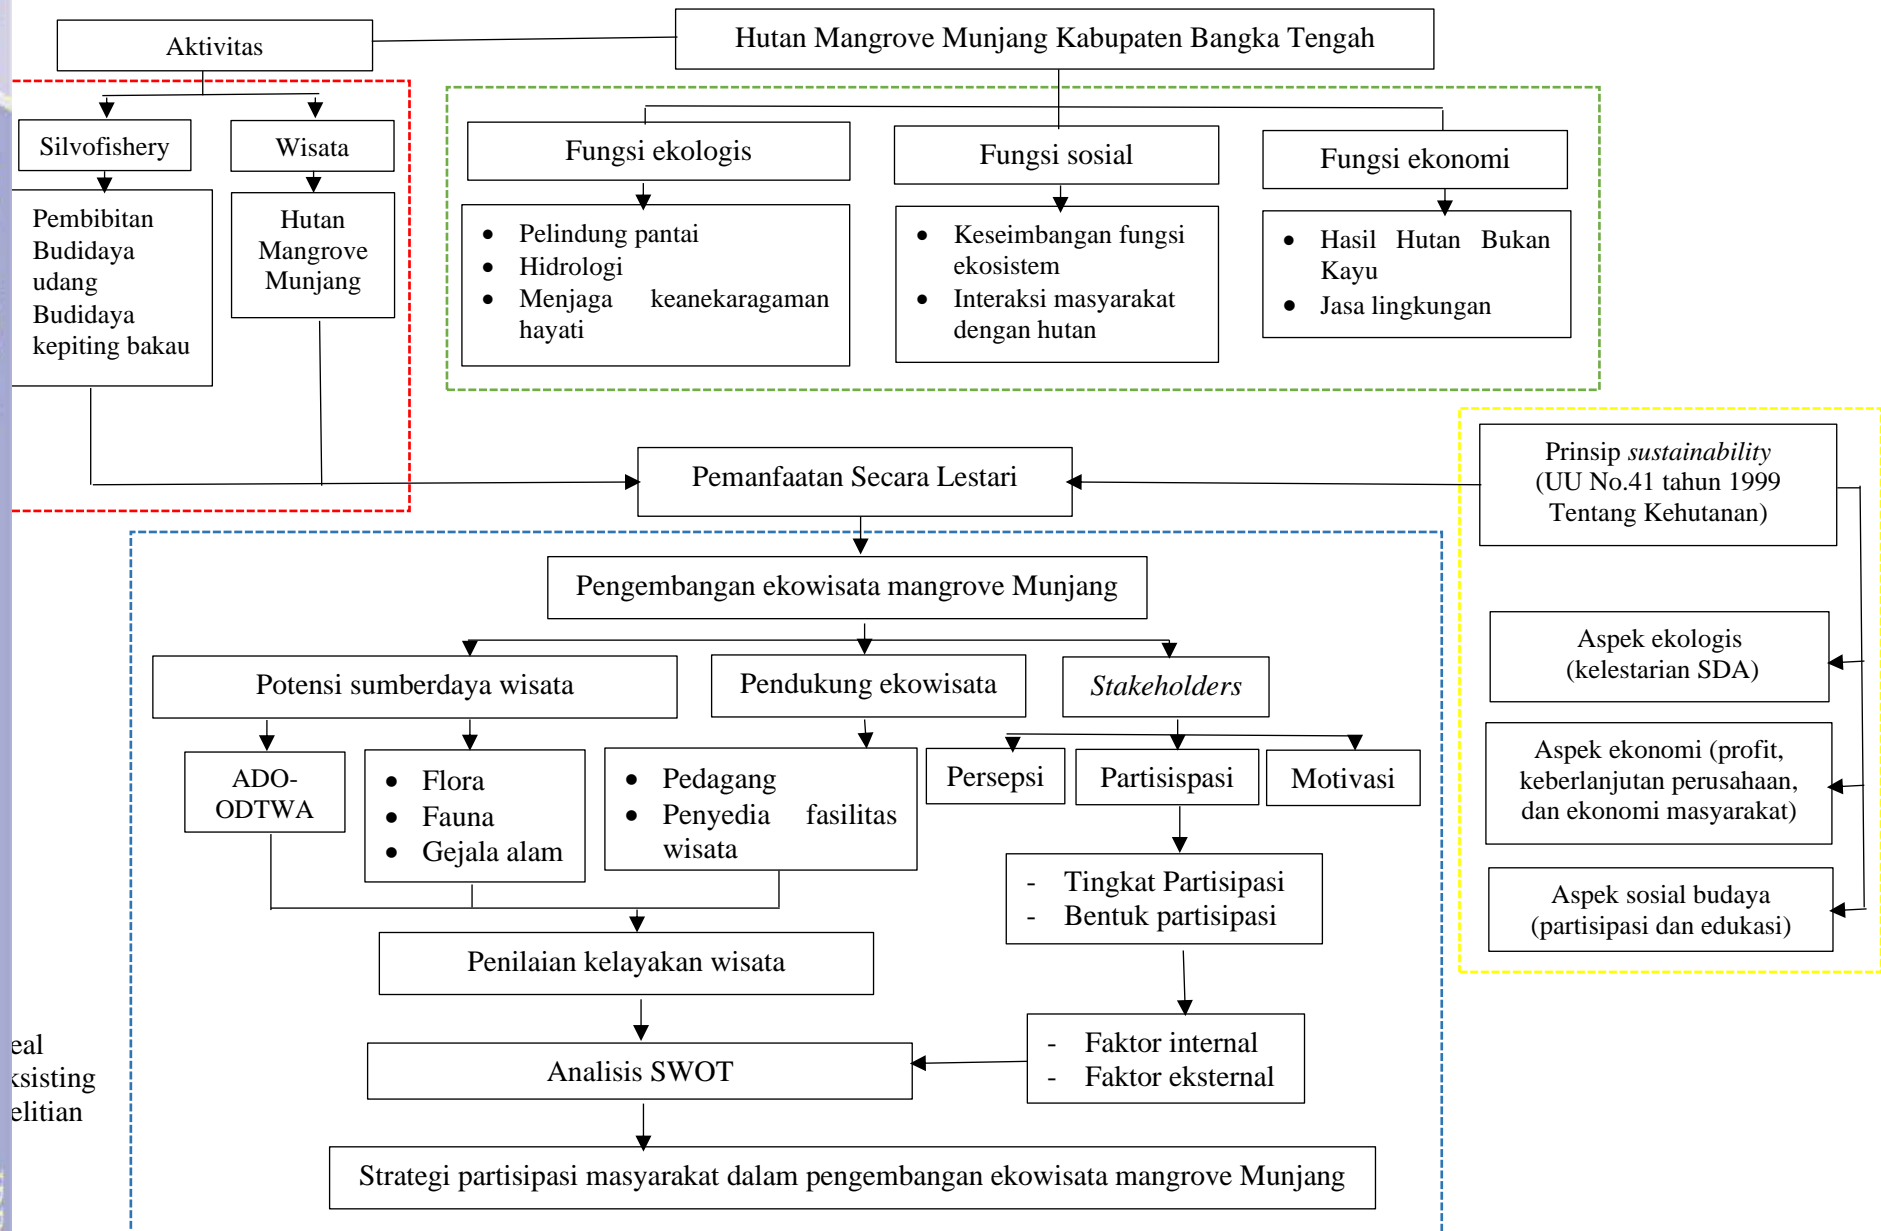 Aktivitas
Hutan Mangrove Munjang Kabupaten Bangka Tengah
Silvofishery
Wisata
Pembibitan
Budidaya
udang
Budidaya
kepiting bakau
Hutan
Mangrove
Munjang
Fungsi ekologis
Fungsi sosial
Fungsi ekonomi
• Pelindung pantai
• Hidrologi
• Menjaga keanekaragaman
hayati
• Keseimbangan fungsi
ekosistem
• Interaksi masyarakat
dengan hutan
• Hasil Hutan Bukan
Kayu
• Jasa lingkungan
Pemanfaatan Secara Lestari
Prinsip sustainability
(UU No.41 tahun 1999
Tentang Kehutanan)
Aspek ekologis
(kelestarian SDA)
Aspek ekonomi (profit,
keberlanjutan perusahaan,
dan ekonomi masyarakat)
Aspek sosial budaya
(partisipasi dan edukasi)
Pengembangan ekowisata mangrove Munjang
Potensi sumberdaya wisata
Pendukung ekowisata
Stakeholders
ADO-
ODTWA
• Flora
• Fauna
• Gejala alam
• Pedagang
• Penyedia fasilitas
wisata
Persepsi
Partisispasi
Motivasi
- Tingkat Partisipasi
- Bentuk partisipasi
Penilaian kelayakan wisata
- Faktor internal
- Faktor eksternal
Analisis SWOT
Strategi partisipasi masyarakat dalam pengembangan ekowisata mangrove Munjang
eal
ksisting
elitian